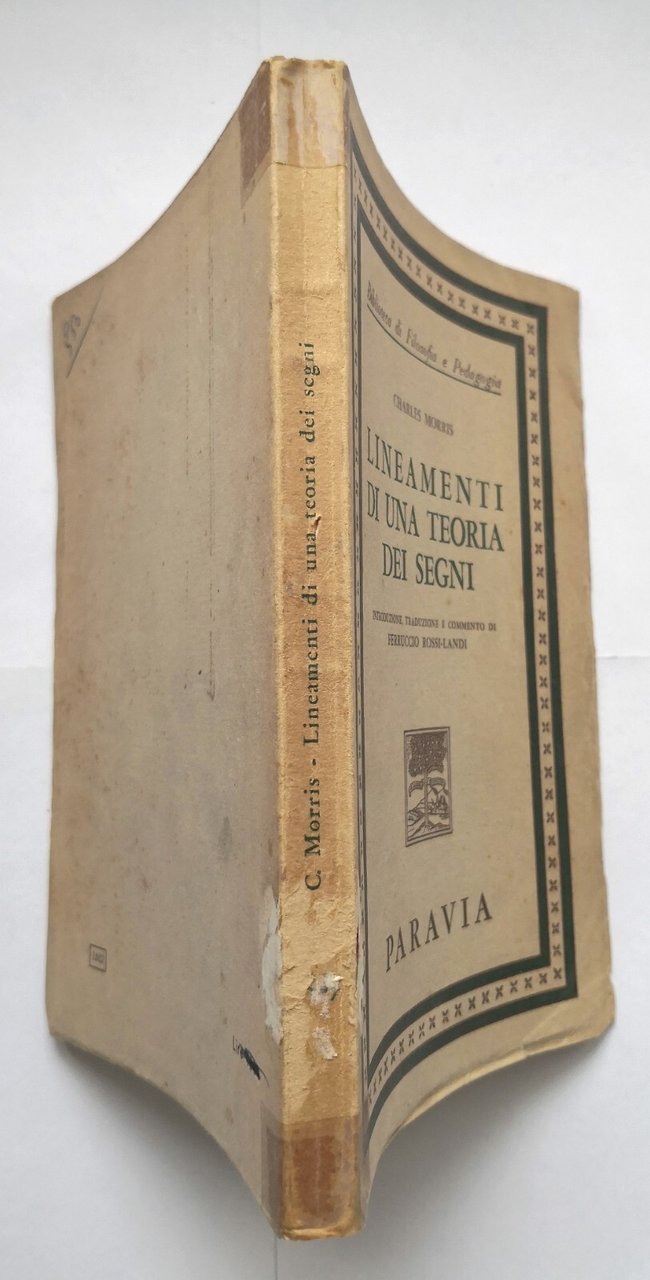 C. Morris - Lineamenti di una teoria dei segni
Biblioteca di Filosofia e Pedagogia
CHARLES MORRIS
LINEAMENTI
DI UNA TEORIA
DEI SEGNI
INTRODUZIONE, TRADUZIONE E COMMENTO DI
FERRUCCIO ROSSI-LANDI
PARAVIA